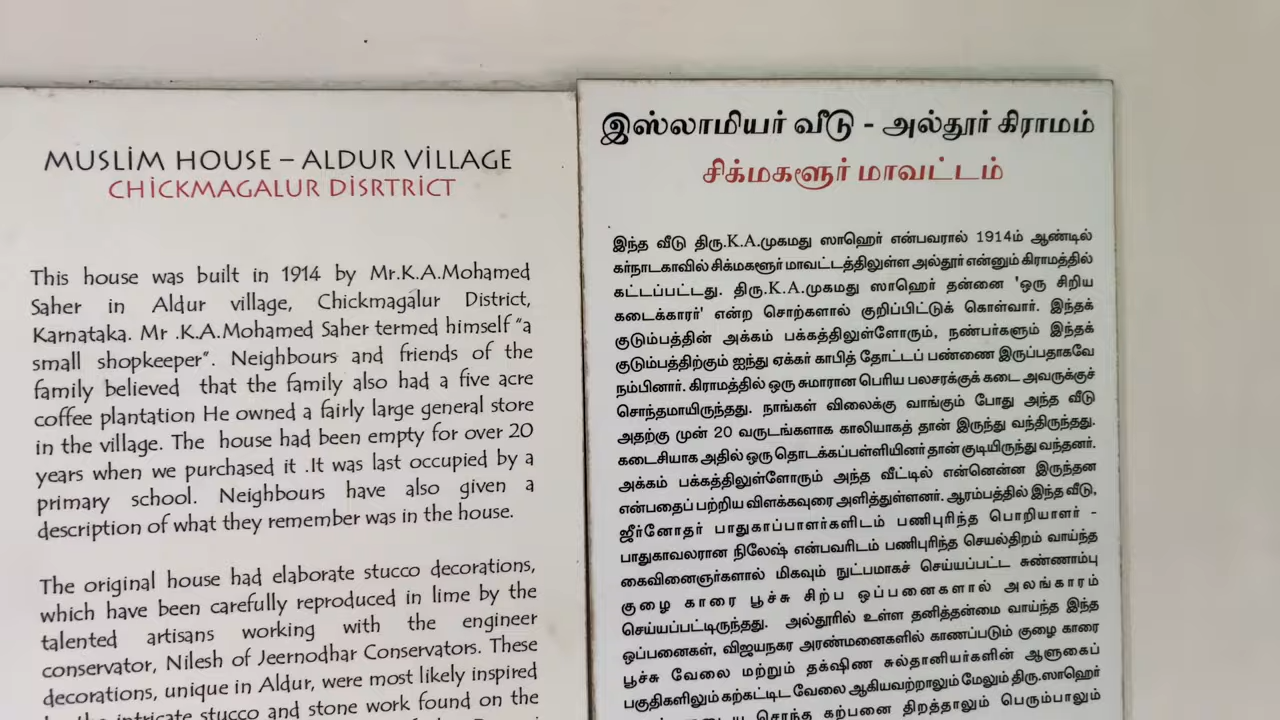 MUSLIM HOUSE – ALDUR VILLAGE
CHICKMAGALUR DISRTRICT
This house was built in 1914 by Mr.K.A.Mohamed
Saher in Aldur village, Chickmagalur District,
Karnataka. Mr .K.A.Mohamed Saher termed himself "a
small shopkeeper". Neighbours and friends of the
family believed that the family also had a five acre
coffee plantation He owned a fairly large general store
in the village. The house had been empty for over 20
years when we purchased it .It was last occupied by a
primary school. Neighbours have also given a
description of what they remember was in the house.
The original house had elaborate stucco decorations,
which have been carefully reproduced in lime by the
talented artisans working with the engineer
conservator, Nilesh of Jeernodhar Conservators. These
decorations, unique in Aldur, were most likely inspired
by the intricate stucco and stone work found on the
இஸ்லாமியர் வீடு - அல்தூர் கிராமம்
சிக்மகளூர் மாவட்டம்
இந்த வீடு திரு.K.A.முகமது ஸாஹெர் என்பவரால் 1914ம் ஆண்டில்
கர்நாடகாவில் சிக்மகளூர் மாவட்டத்திலுள்ள அல்தூர் என்னும் கிராமத்தில்
கட்டப்பட்டது. திரு.K.A.முகமது ஸாஹெர் தன்னை 'ஒரு சிறிய
கடைக்காரர்' என்ற சொற்களால் குறிப்பிட்டுக் கொள்வார். இந்தக்
குடும்பத்தின் அக்கம் பக்கத்திலுள்ளோரும், நண்பர்களும் இந்தக்
குடும்பத்திற்கும் ஐந்து ஏக்கர் காபித் தோட்டப் பண்ணை இருப்பதாகவே
நம்பினார். கிராமத்தில் ஒரு சுமாரான பெரிய பலசரக்குக் கடை அவருக்குச்
சொந்தமாயிருந்தது. நாங்கள் விலைக்கு வாங்கும் போது அந்த வீடு
அதற்கு முன் 20 வருடங்களாக காலியாகத் தான் இருந்து வந்திருந்தது.
கடைசியாக அதில் ஒரு தொடக்கப்பள்ளியினர் தான் குடியிருந்து வந்தனர்.
அக்கம் பக்கத்திலுள்ளோரும் அந்த வீட்டில் என்னென்ன இருந்தன
என்பதைப் பற்றிய விளக்கவுரை அளித்துள்ளனர். ஆரம்பத்தில் இந்த வீடு,
ஜீர்னோதர் பாதுகாப்பாளர்களிடம் பணிபுரிந்த பொறியாளர் -
பாதுகாவலரான நிலேஷ் என்பவரிடம் பணிபுரிந்த செயல்திறம் வாய்ந்த
கைவினைஞர்களால் மிகவும் நுட்பமாகச் செய்யப்பட்ட சுண்ணாம்பு
குழை காரை பூச்சு சிற்ப ஒப்பனைகளால் அலங்காரம்
செய்யப்பட்டிருந்தது. அல்தூரில் உள்ள தனித்தன்மை வாய்ந்த இந்த
ஒப்பனைகள், விஜயநகர அரண்மனைகளில் காணப்படும் குழை காரை
பூச்சு வேலை மற்றும் தக்ஷிண சுல்தானியர்களின் ஆளுகைப்
பகுதிகளிலும் கற்கட்டிட வேலை ஆகியவற்றாலும் மேலும் திரு.ஸாஹெர்
சொந்த கற்பனை திறத்தாலும் பெரும்பாலும்